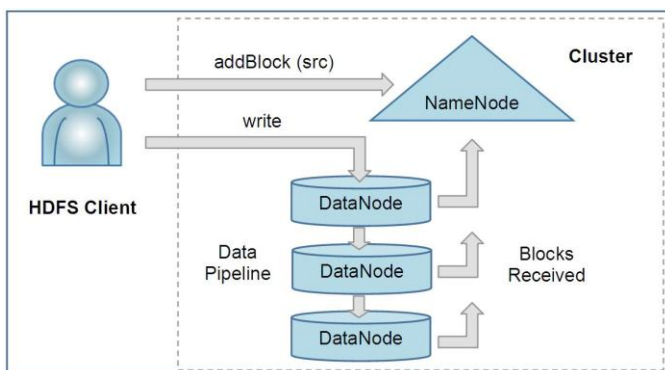 addBlock (src)
Cluster
NameNode
write
HDFS Client
DataNode
Data
Pipeline
DataNode
Blocks
Received
DataNode